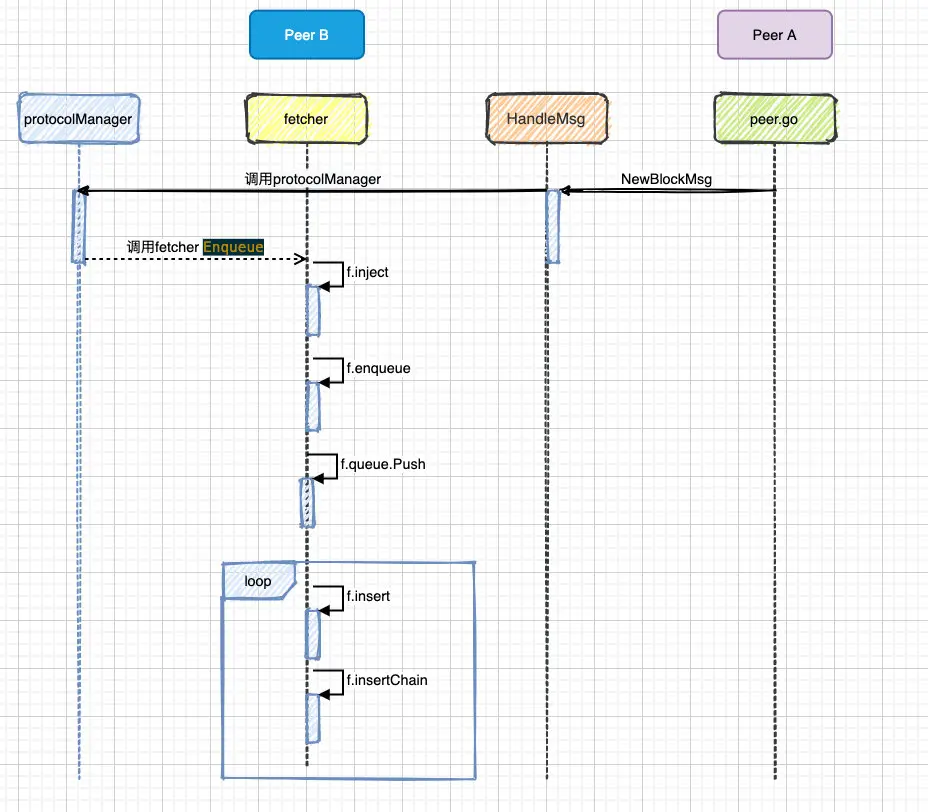 Peer B
Peer A
protocolManager
fetcher
HandleMsg
peer.go
调用protocolManager
NewBlockMsg
调用fetcher Enqueue
f.inject
f.enqueue
f.queue.Push
loop
f.insert
f.insertChain